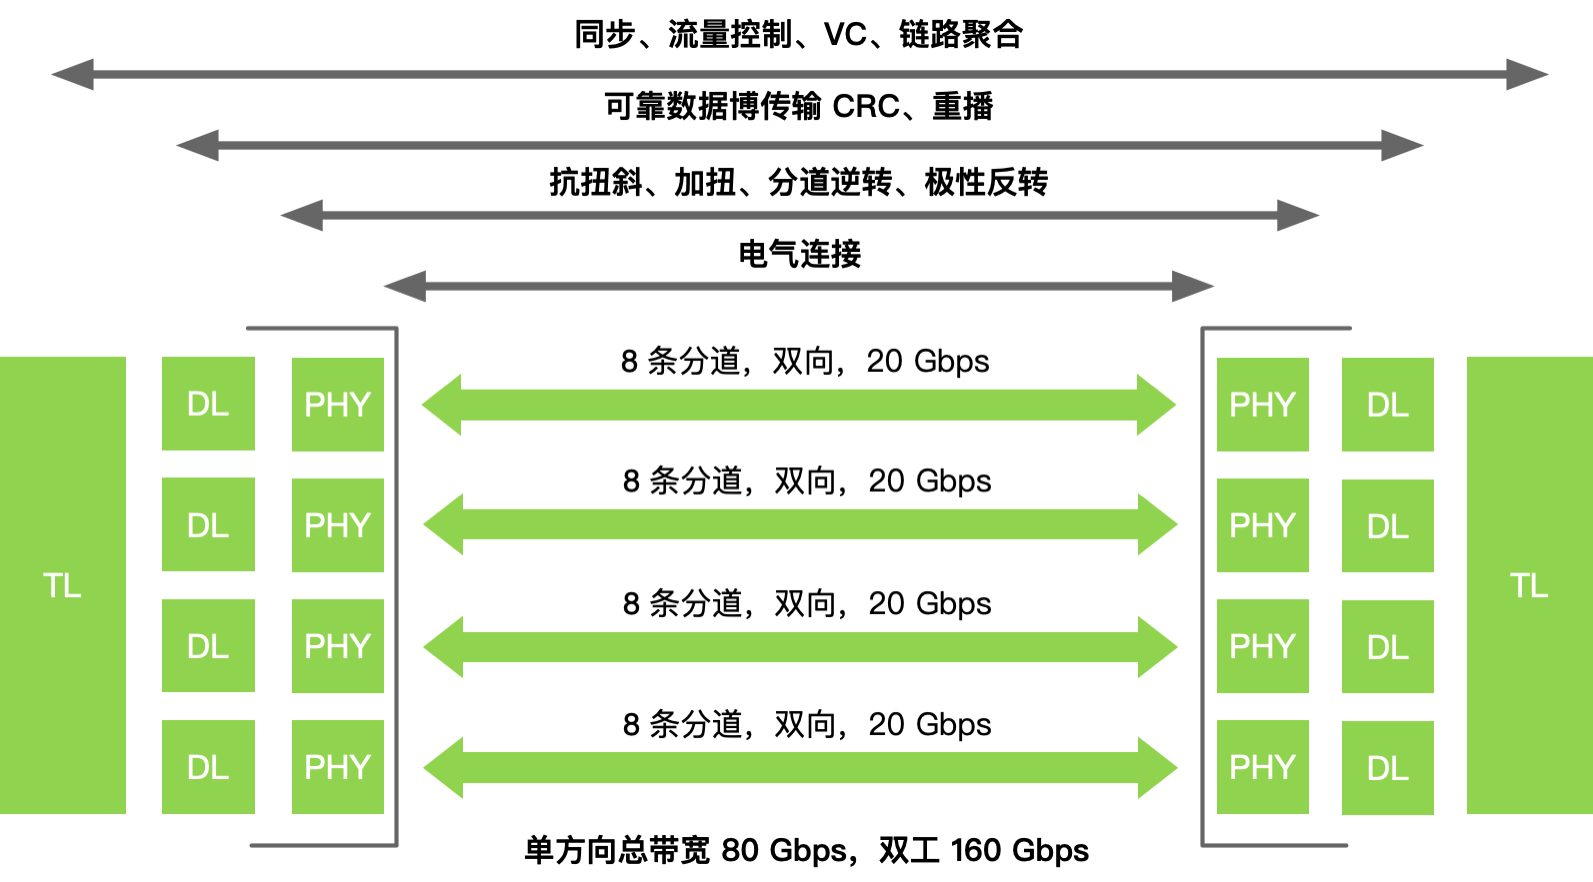 同步、流量控制、VC、链路聚合
可靠数据博传输 CRC、重播
抗扭斜、加扭、分道逆转、极性反转
电气连接
8 条分道，双向，20 Gbps
DL PHY PHY DL
8 条分道，双向，20 Gbps
DL PHY PHY DL
TL TL
8 条分道，双向，20 Gbps
DL PHY PHY DL
8 条分道，双向，20 Gbps
DL PHY PHY DL
单方向总带宽 80 Gbps，双工 160 Gbps